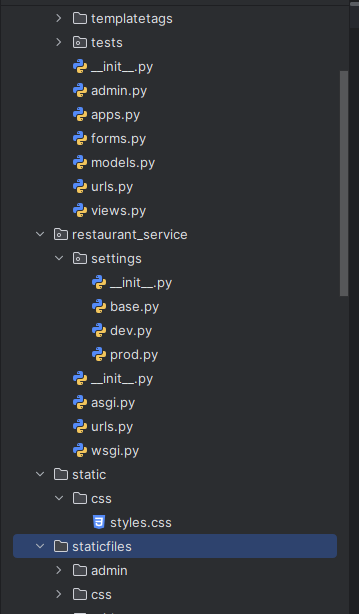 templatetags
tests
__init__.py
admin.py
apps.py
forms.py
models.py
urls.py
views.py
restaurant_service
settings
__init__.py
base.py
dev.py
prod.py
__init__.py
asgi.py
urls.py
wsgi.py
static
css
styles.css
staticfiles
admin
css